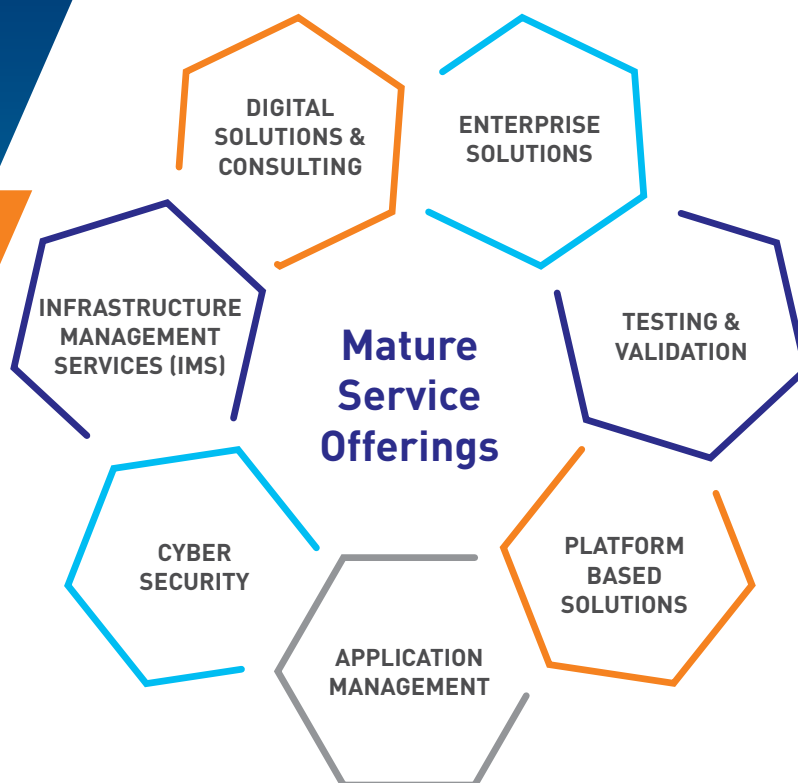 DIGITAL
SOLUTIONS &
CONSULTING
ENTERPRISE
SOLUTIONS
INFRASTRUCTURE
MANAGEMENT
SERVICES (IMS)
Mature
Service
Offerings
TESTING &
VALIDATION
CYBER
SECURITY
PLATFORM
BASED
SOLUTIONS
APPLICATION
MANAGEMENT